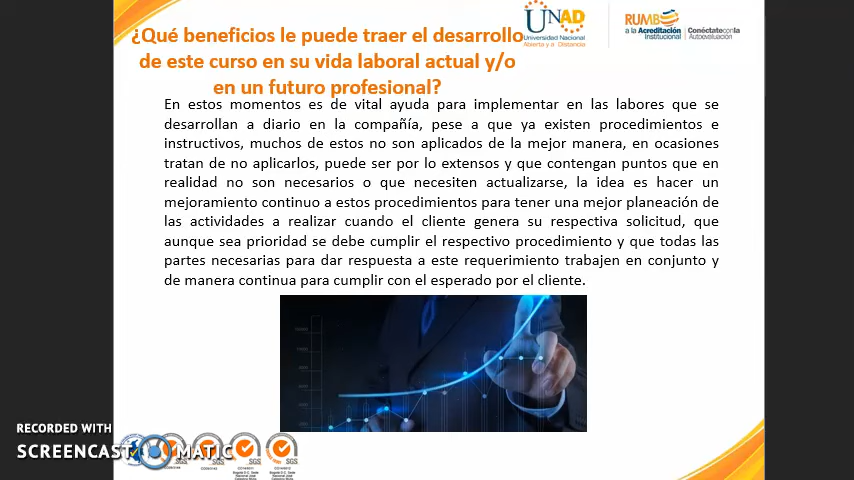 ¿Qué beneficios le puede traer el desarrollo
de este curso en su vida laboral actual y/o
en un futuro profesional?
UNAD
Universidad Nacional
Abierta y a Distancia
RUMBO
a la Acreditación
Institucional
Conéctate con la
Autoevaluación
En estos momentos es de vital ayuda para implementar en las labores que se
desarrollan a diario en la compañía, pese a que ya existen procedimientos e
instructivos, muchos de estos no son aplicados de la mejor manera, en ocasiones
tratan de no aplicarlos, puede ser por lo extensos y que contengan puntos que en
realidad no son necesarios o que necesiten actualizarse, la idea es hacer un
mejoramiento continuo a estos procedimientos para tener una mejor planeación de
las actividades a realizar cuando el cliente genera su respectiva solicitud, que
aunque sea prioridad se debe cumplir el respectivo procedimiento y que todas las
partes necesarias para dar respuesta a este requerimiento trabajen en conjunto y
de manera continua para cumplir con el esperado por el cliente.
RECORDED WITH
SCREENCAST MATIC
SGS
SGS
SGS
SGS